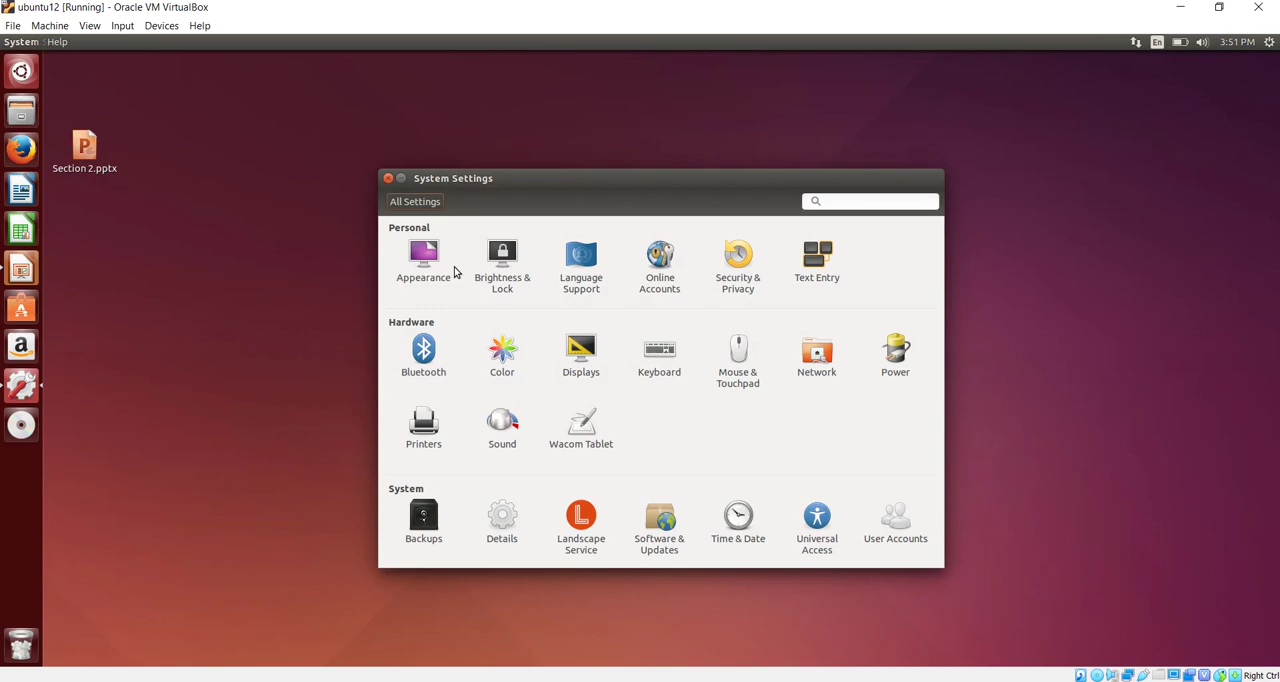 ubuntu12 [Running] - Oracle VM VirtualBox
File Machine View Input Devices Help
System Help
En
3:51 PM
Section 2.pptx
System Settings
All Settings
Personal
Appearance
Brightness &
Lock
Language
Support
Online
Accounts
Security &
Privacy
Text Entry
Hardware
Bluetooth
Color
Displays
Keyboard
Mouse &
Touchpad
Network
Power
Printers
Sound
Wacom Tablet
System
Backups
Details
Landscape
Service
Software &
Updates
Time & Date
Universal
Access
User Accounts
Right Ctrl